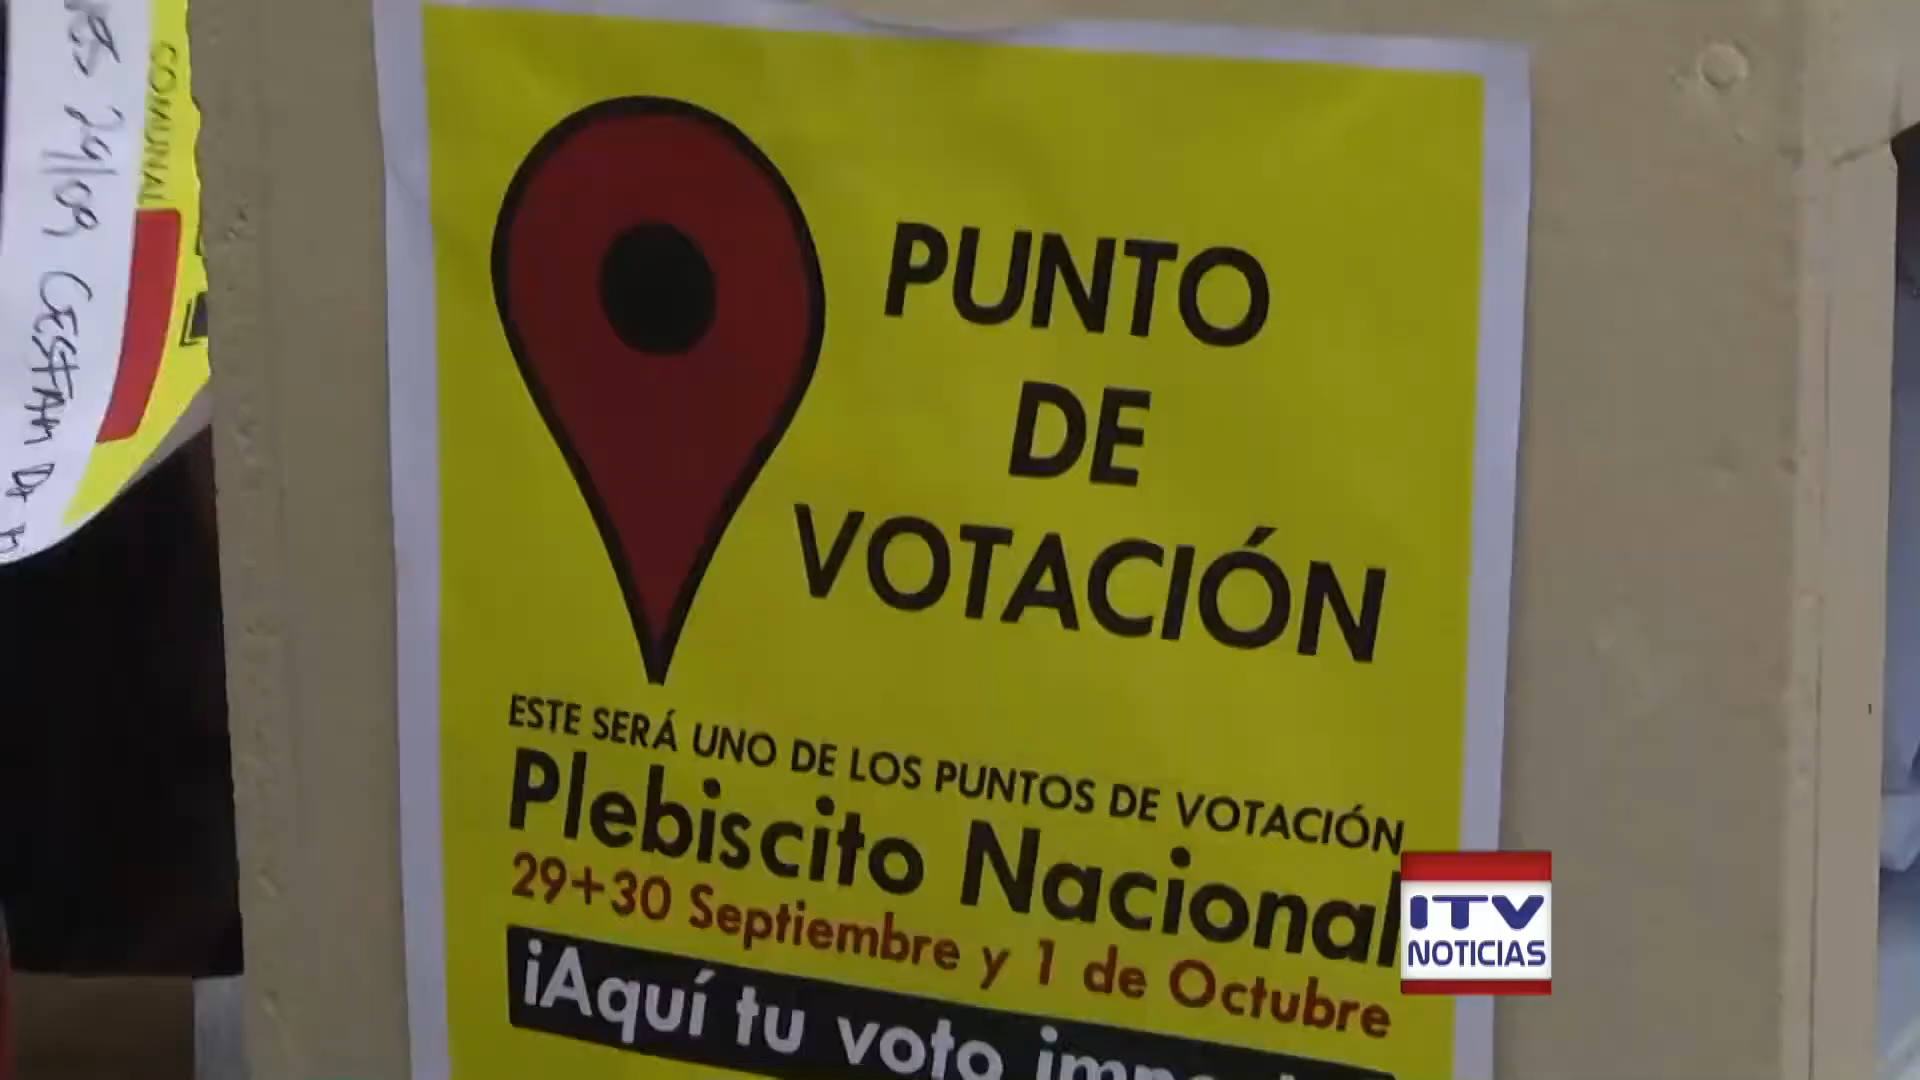 COMUNAL
24/09
PUNTO
DE
VOTACIÓN
ESTE SERÁ UNO DE LOS PUNTOS DE VOTACIÓN
Plebiscito Nacional
29+30 Septiembre y 1 de Octubre
¡Aquí tu voto
ITV
NOTICIAS